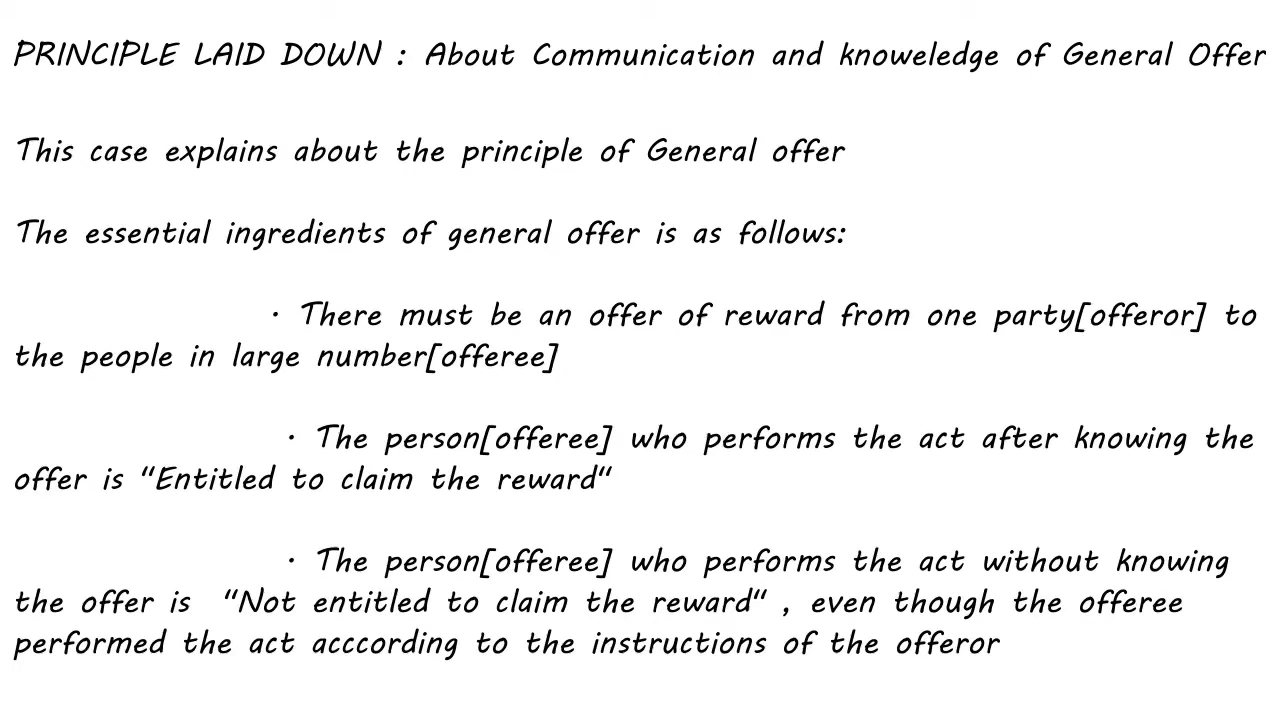 PRINCIPLE LAID DOWN : About Communication and knoweledge of General Offer
This case explains about the principle of General offer
The essential ingredients of general offer is as follows:
· There must be an offer of reward from one party[offeror] to
the people in large number[offeree]
· The person[offeree] who performs the act after knowing the
offer is "Entitled to claim the reward"
· The person[offeree] who performs the act without knowing
the offer is "Not entitled to claim the reward" , even though the offeree
performed the act acccording to the instructions of the offeror